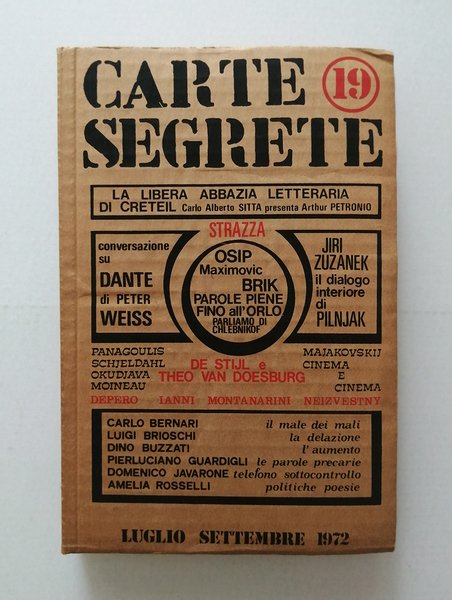 CARTE 19
SEGRETE
LA LIBERA ABBAZIA LETTERARIA
DI CRETEIL Carlo Alberto SITTA presenta Arthur PETRONIO
STRAZZA
conversazione
su
DANTE
di PETER
WEISS
OSIP
Maximovic
BRIK
PAROLE PIENE
FINO all'ORLO
PARLIAMO DI
CHLEBNIKOF
JIRI
ZUZANEK
il dialogo
interiore
di
PILNJAK
PANAGOULIS
SCHJELDAHL
OKUDJAVA
MOINEAU
DE STIJL e
THEO VAN DOESBURG
MAJAKOVSKIJ
CINEMA
E
CINEMA
DEPERO IANNI MONTANARINI NEIZVESTNY
CARLO BERNARI il male dei mali
LUIGI BRIOSCHI la delazione
DINO BUZZATI l'aumento
PIERLUCIANO GUARDIGLI le parole precarie
DOMENICO JAVARONE telefono sottocontrollo
AMELIA ROSSELLI politiche poesie
LUGLIO SETTEMBRE 1972